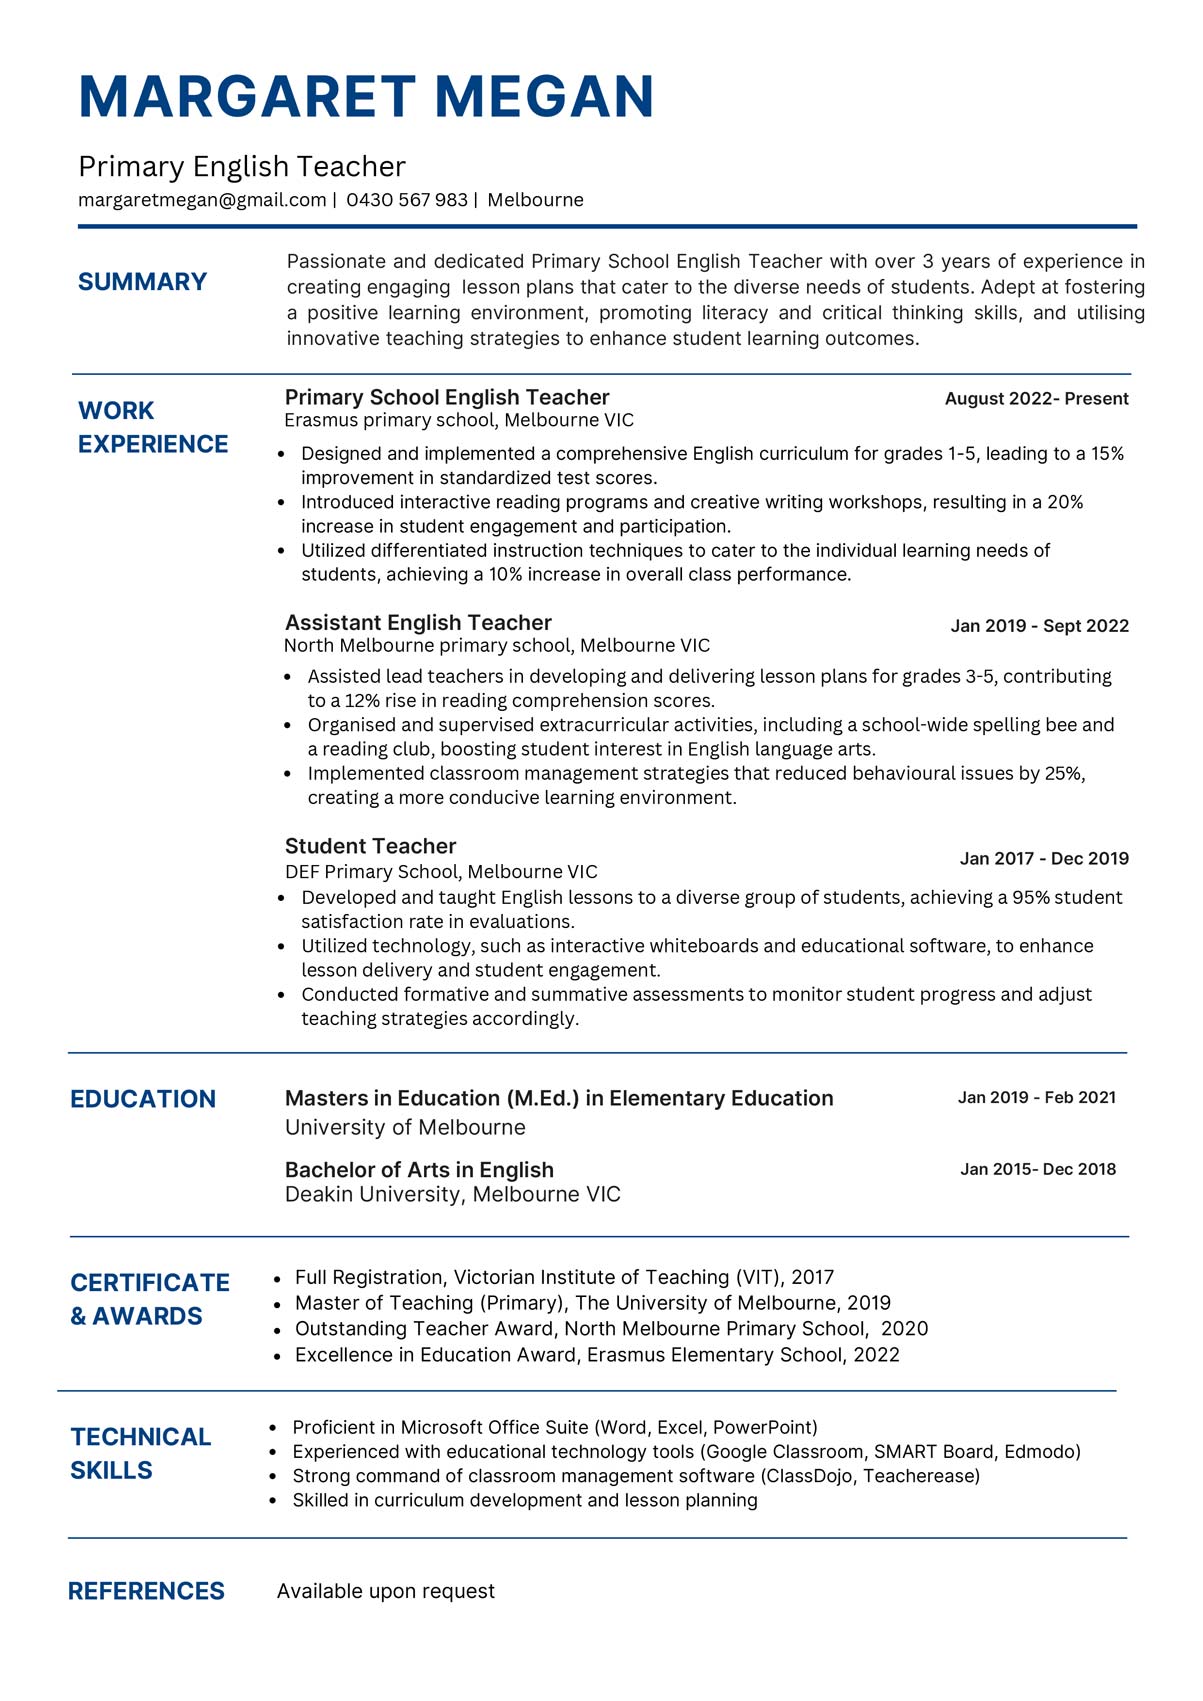 MARGARET MEGAN
Primary English Teacher
margaretmegan@gmail.com | 0430 567 983 | Melbourne
SUMMARY
Passionate and dedicated Primary School English Teacher with over 3 years of experience in
creating engaging lesson plans that cater to the diverse needs of students. Adept at fostering
a positive learning environment, promoting literacy and critical thinking skills, and utilising
innovative teaching strategies to enhance student learning outcomes.
WORK
EXPERIENCE
Primary School English Teacher August 2022- Present
Erasmus primary school, Melbourne VIC
• Designed and implemented a comprehensive English curriculum for grades 1-5, leading to a 15%
improvement in standardized test scores.
• Introduced interactive reading programs and creative writing workshops, resulting in a 20%
increase in student engagement and participation.
• Utilized differentiated instruction techniques to cater to the individual learning needs of
students, achieving a 10% increase in overall class performance.
Assistant English Teacher Jan 2019 - Sept 2022
North Melbourne primary school, Melbourne VIC
• Assisted lead teachers in developing and delivering lesson plans for grades 3-5, contributing
to a 12% rise in reading comprehension scores.
• Organised and supervised extracurricular activities, including a school-wide spelling bee and
a reading club, boosting student interest in English language arts.
• Implemented classroom management strategies that reduced behavioural issues by 25%,
creating a more conducive learning environment.
Student Teacher Jan 2017 - Dec 2019
DEF Primary School, Melbourne VIC
• Developed and taught English lessons to a diverse group of students, achieving a 95% student
satisfaction rate in evaluations.
• Utilized technology, such as interactive whiteboards and educational software, to enhance
lesson delivery and student engagement.
• Conducted formative and summative assessments to monitor student progress and adjust
teaching strategies accordingly.
EDUCATION
Masters in Education (M.Ed.) in Elementary Education Jan 2019 - Feb 2021
University of Melbourne
Bachelor of Arts in English Jan 2015- Dec 2018
Deakin University, Melbourne VIC
CERTIFICATE
& AWARDS
• Full Registration, Victorian Institute of Teaching (VIT), 2017
• Master of Teaching (Primary), The University of Melbourne, 2019
• Outstanding Teacher Award, North Melbourne Primary School, 2020
• Excellence in Education Award, Erasmus Elementary School, 2022
TECHNICAL
SKILLS
• Proficient in Microsoft Office Suite (Word, Excel, PowerPoint)
• Experienced with educational technology tools (Google Classroom, SMART Board, Edmodo)
• Strong command of classroom management software (ClassDojo, Teacherease)
• Skilled in curriculum development and lesson planning
REFERENCES
Available upon request